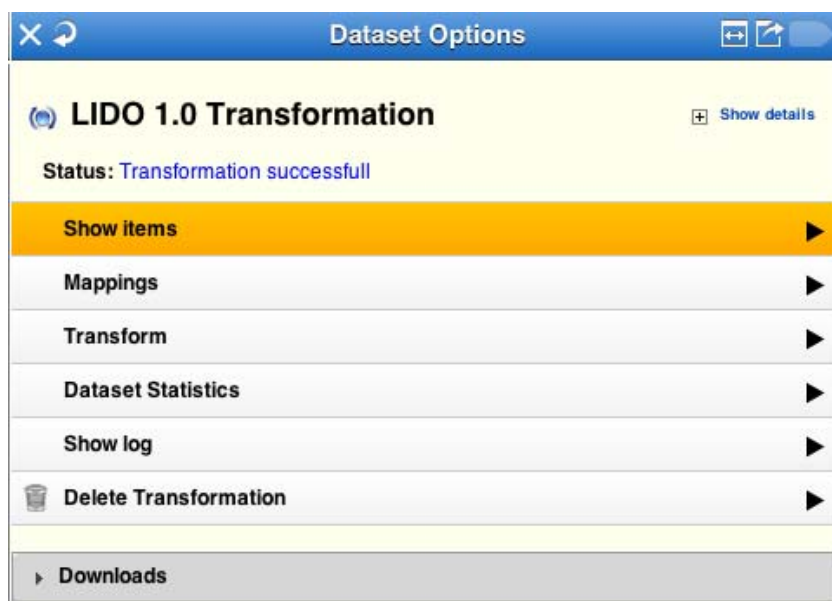 Dataset Options
LIDO 1.0 Transformation
Show details
Status: Transformation successfull
Show items
Mappings
Transform
Dataset Statistics
Show log
Delete Transformation
Downloads